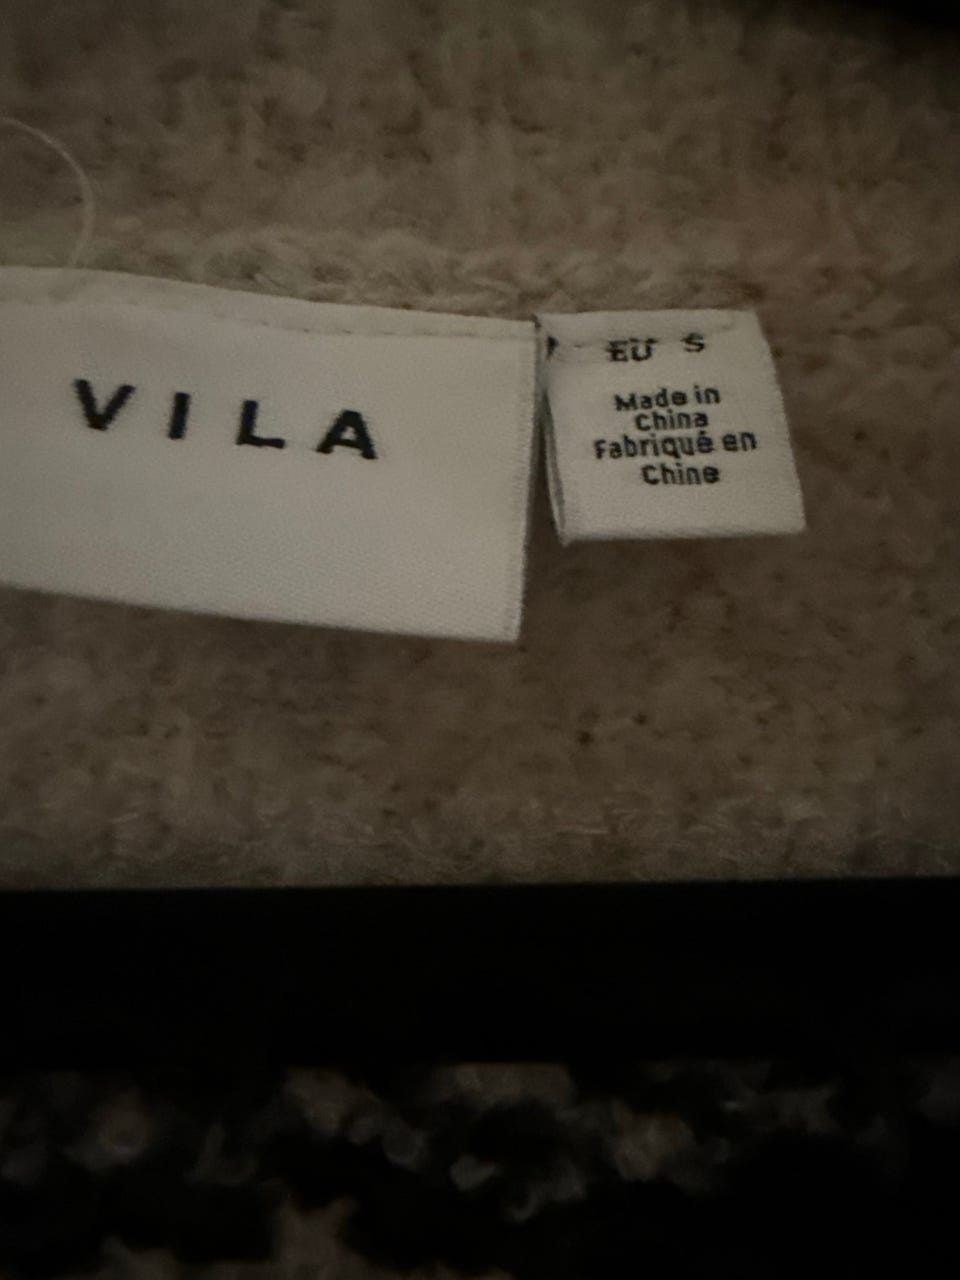 VILA
EU S
Made in
China
Fabriqué en
Chine